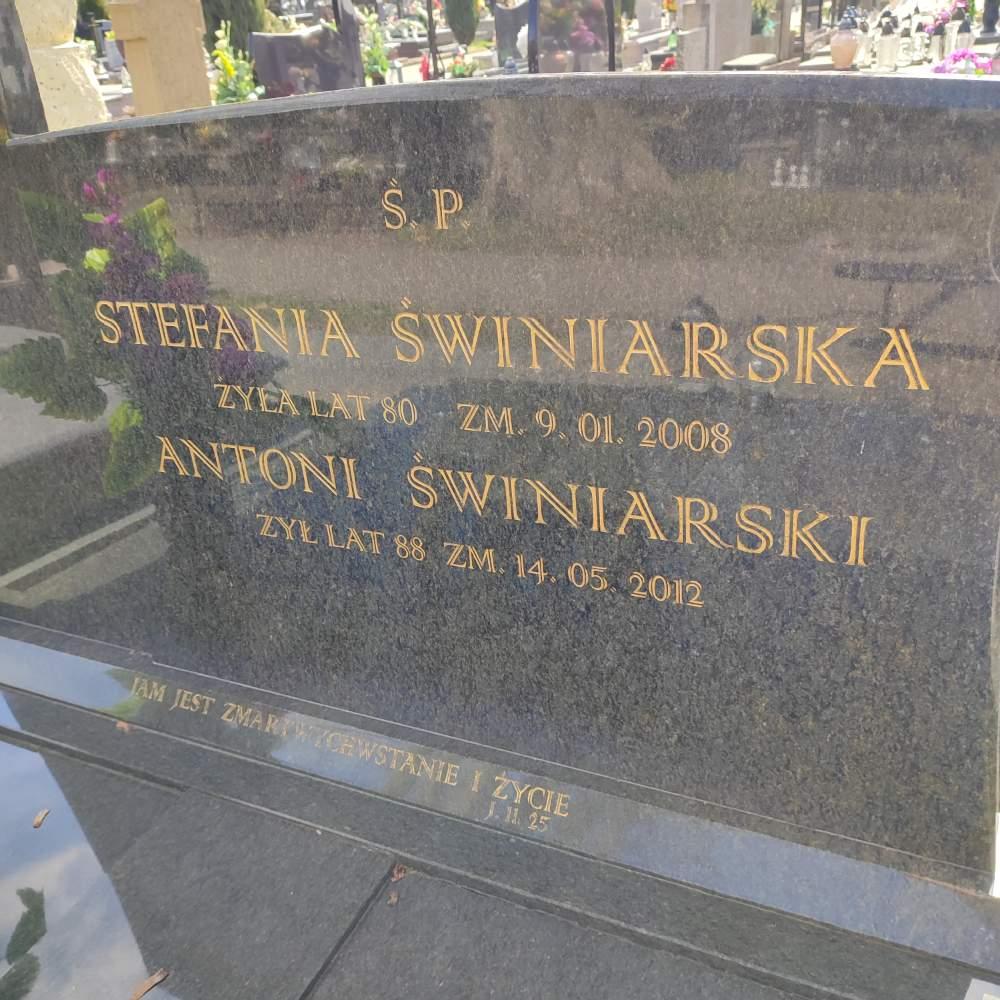 Ś. P.
STEFANIA ŚWINIARSKA
ŻYŁA LAT 80 ZM. 9. 01. 2008
ANTONI ŚWINIARSKI
ŻYŁ LAT 88 ZM. 14. 05. 2012
JAM JEST ZMARTWYCHWSTANIE I ŻYCIE
J. 11. 25